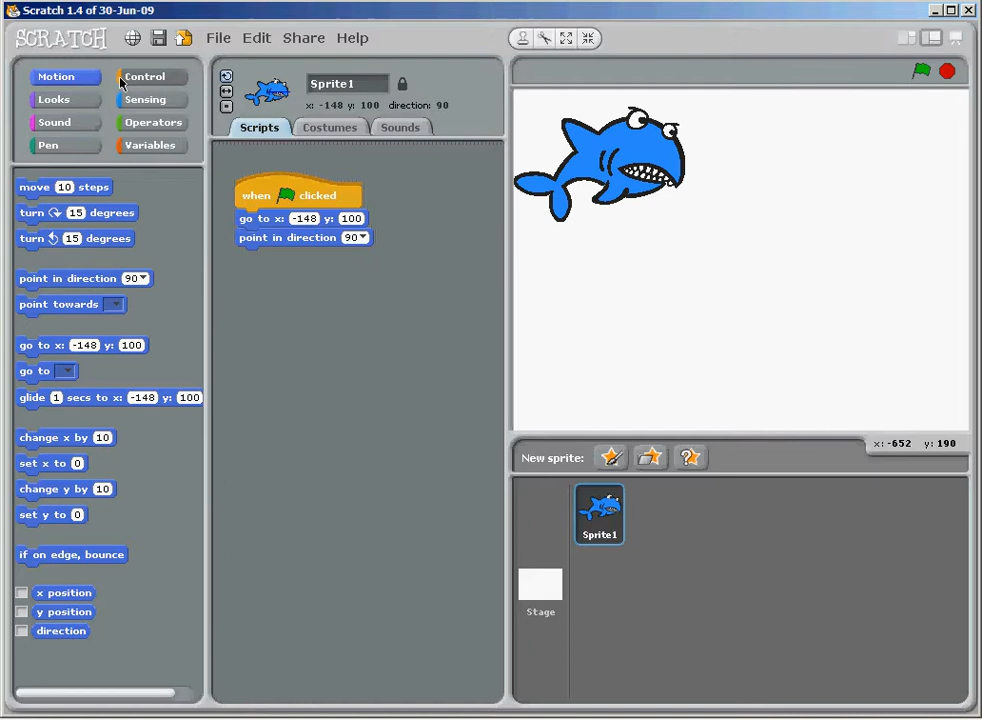 Scratch 1.4 of 30-Jun-09
SCRATCH File Edit Share Help
Motion Control
Looks Sensing
Sound Operators
Pen Variables
Sprite1
x: -148 y: 100 direction: 90
Scripts Costumes Sounds
move 10 steps
turn 15 degrees
turn 15 degrees
point in direction 90
point towards
go to x: -148 y: 100
go to
glide 1 secs to x: -148 y: 100
change x by 10
set x to 0
change y by 10
set y to 0
if on edge, bounce
x position
y position
direction
when clicked
go to x: -148 y: 100
point in direction 90
x: -652 y: 190
New sprite:
Sprite1
Stage